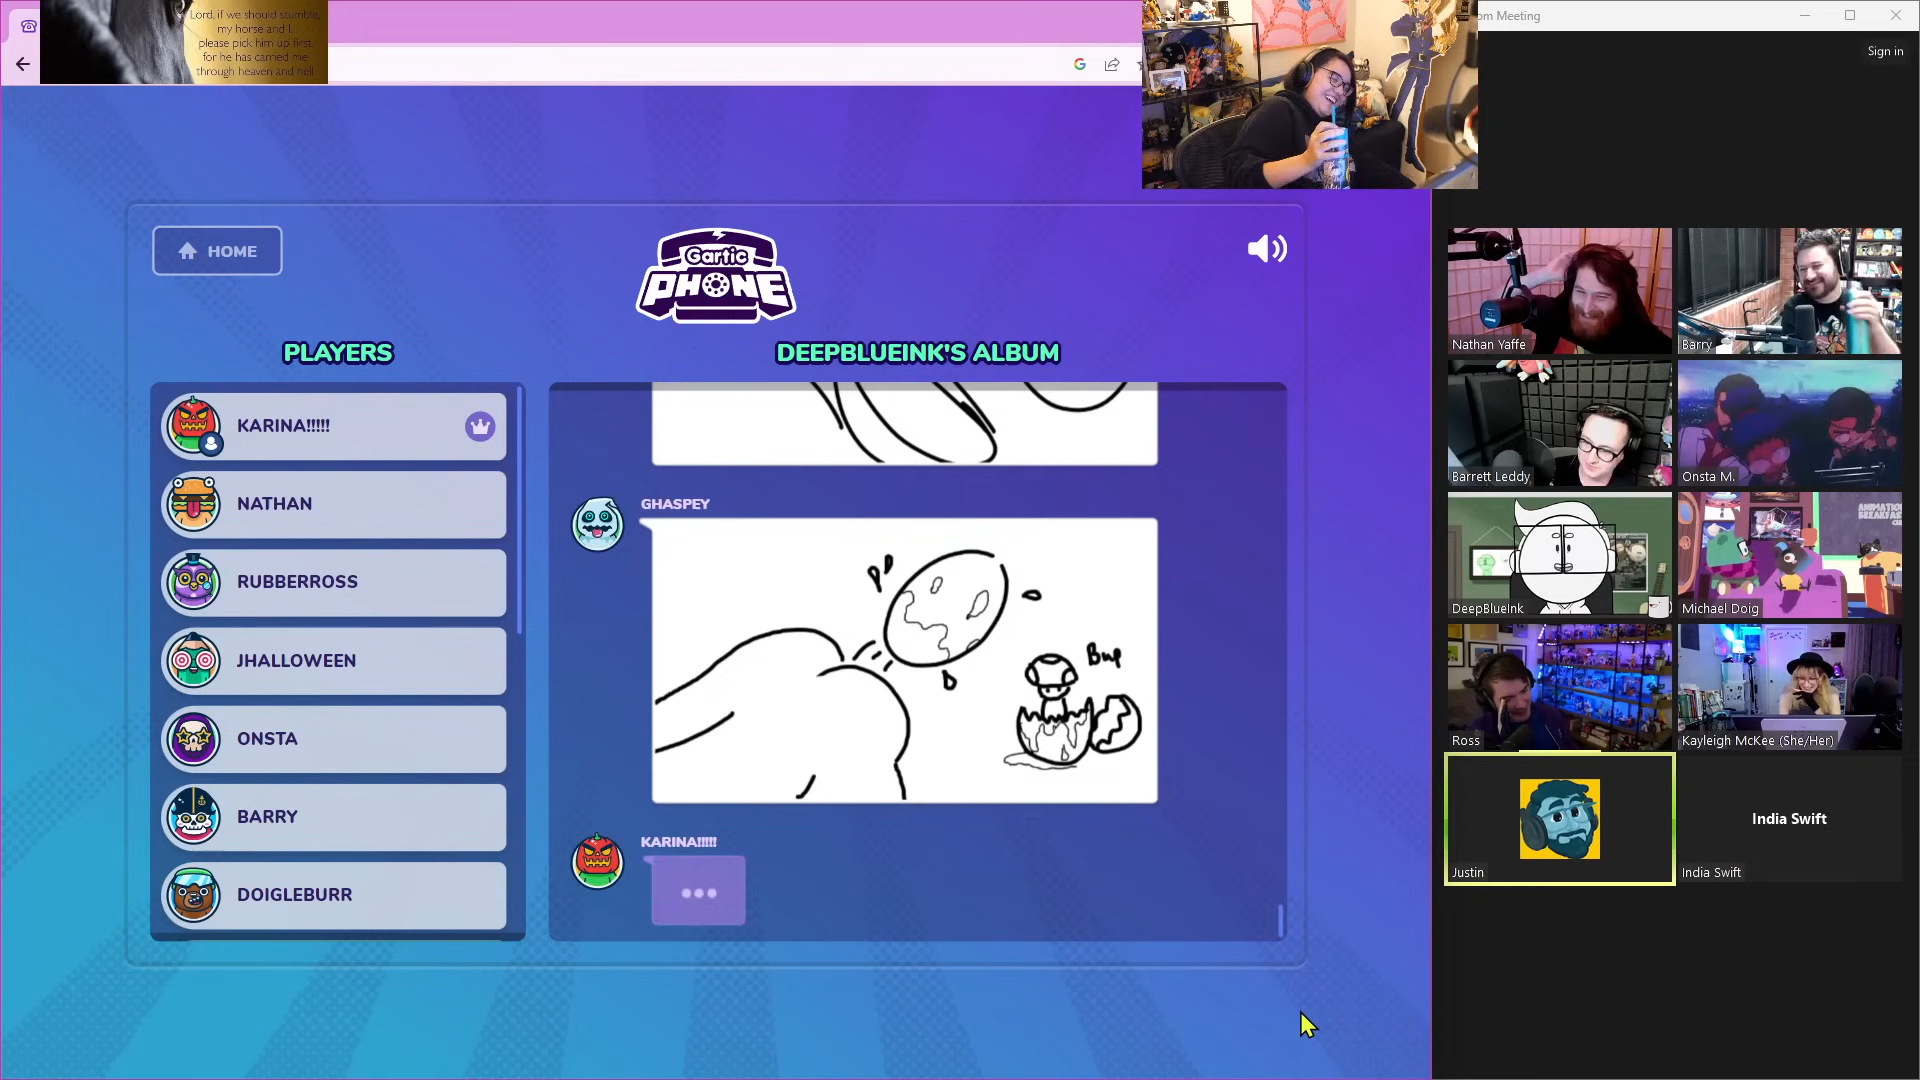 Lord, if we should stumble,
my horse and I,
please pick him up first,
for he has carried me
through heaven and hell
Meeting
Sign in
HOME
Gartic
PHONE
PLAYERS
DEEPBLUEINK'S ALBUM
KARINA!!!!!
NATHAN
RUBBERROSS
JHALLOWEEN
ONSTA
BARRY
DOIGLEBURR
GHASPEY
Bup
KARINA!!!!!
Nathan Yaffe
Barry
Barrett Leddy
Onsta M.
DeepBlueInk
Michael Doig
ANIMATION
BREAKFAST
Ross
Kayleigh McKee (She/Her)
Justin
India Swift
India Swift